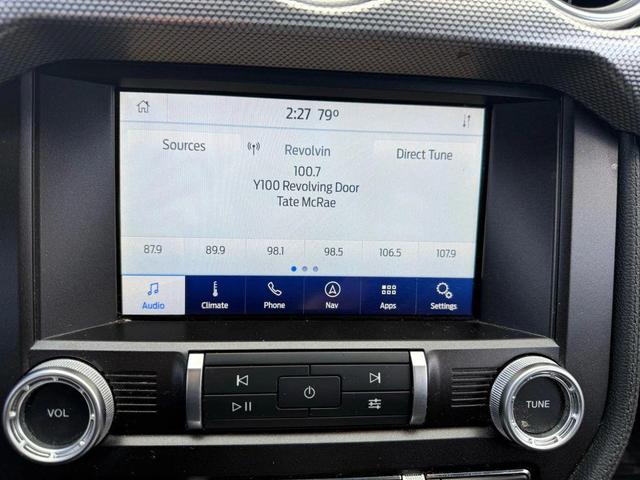 2:27 79°
Sources
Revolvin
Direct Tune
100.7
Y100 Revolving Door
Tate McRae
87.9 89.9 98.1 98.5 106.5 107.9
Audio Climate Phone Nav Apps Settings
VOL
TUNE